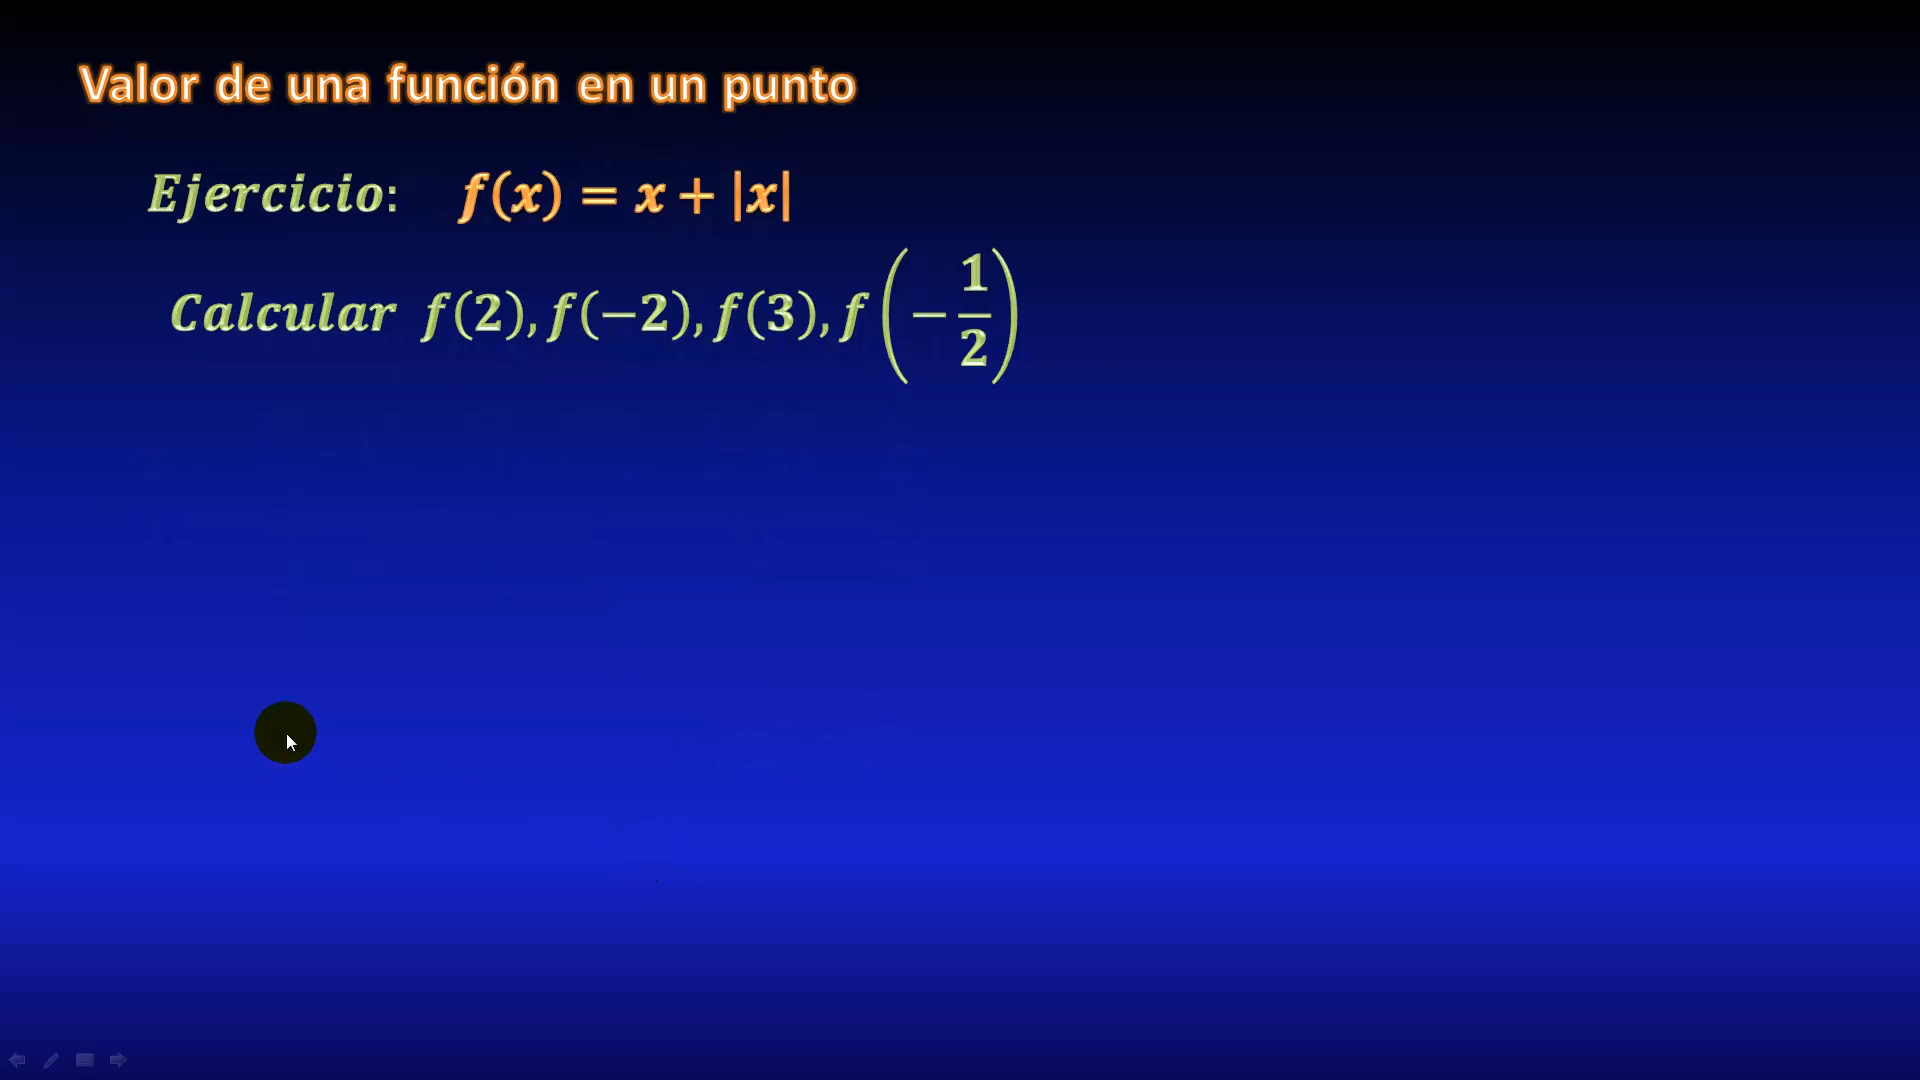 Valor de una función en un punto
Ejercicio: f(x) = x + |x|
Calcular f(2), f(−2), f(3), f(−1/2)